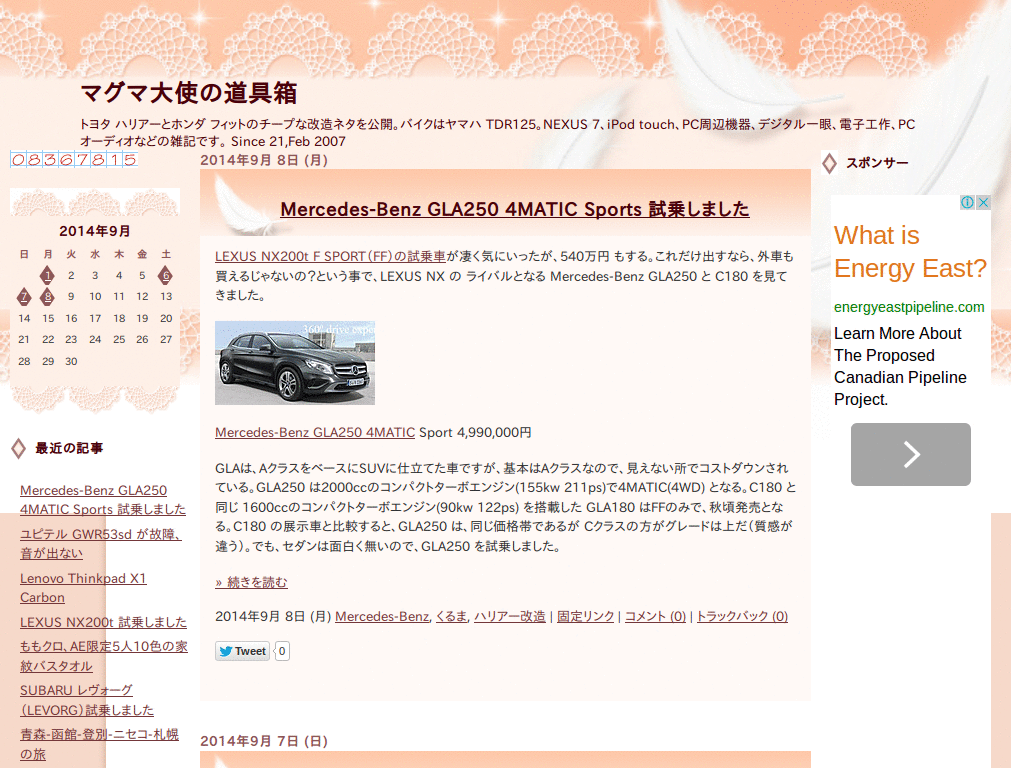 マグマ大使の道具箱
トヨタ ハリアーとホンダ フィットのチープな改造ネタを公開。バイクはヤマハ TDR125。NEXUS 7、iPod touch、PC周辺機器、デジタル一眼、電子工作、PC
オーディオなどの雑記です。 Since 21,Feb 2007
08367815
2014年9月
日 月 火 水 木 金 土
1 2 3 4 5 6
7 8 9 10 11 12 13
14 15 16 17 18 19 20
21 22 23 24 25 26 27
28 29 30
最近の記事
Mercedes-Benz GLA250
4MATIC Sports 試乗しました
ユピテル GWR53sd が故障、
音が出ない
Lenovo Thinkpad X1
Carbon
LEXUS NX200t 試乗しました
ももクロ、AE限定5人10色の家
紋バスタオル
SUBARU レヴォーグ
（LEVORG）試乗しました
青森-函館-登別-ニセコ-札幌
の旅
2014年9月 8日 (月)
Mercedes-Benz GLA250 4MATIC Sports 試乗しました
LEXUS NX200t F SPORT（FF）の試乗車が凄く気にいったが、540万円 もする。これだけ出すなら、外車も
買えるじゃないの？という事で、LEXUS NX の ライバルとなる Mercedes-Benz GLA250 と C180 を見て
きました。
360° drive exper
Mercedes-Benz GLA250 4MATIC Sport 4,990,000円
GLAは、AクラスをベースにSUVに仕立てた車ですが、基本はAクラスなので、見えない所でコストダウンされ
ている。GLA250 は2000ccのコンパクトターボエンジン(155kw 211ps)で4MATIC(4WD) となる。C180 と
同じ 1600ccのコンパクトターボエンジン(90kw 122ps) を搭載した GLA180 はFFのみで、秋頃発売とな
る。C180 の展示車と比較すると、GLA250 は、同じ価格帯であるが Cクラスの方がグレードは上だ（質感が
違う）。でも、セダンは面白く無いので、GLA250 を試乗しました。
» 続きを読む
2014年9月 8日 (月) Mercedes-Benz, くるま, ハリアー改造 | 固定リンク | コメント (0) | トラックバック (0)
Tweet 0
2014年9月 7日 (日)
スポンサー
What is
Energy East?
energyeastpipeline.com
Learn More About
The Proposed
Canadian Pipeline
Project.